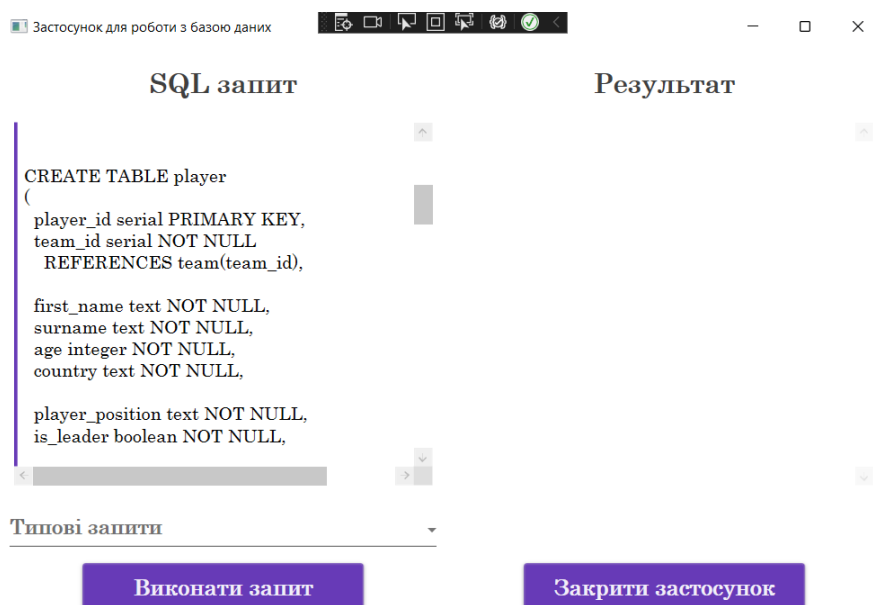 Застосунок для роботи з базою даних
SQL запит
Результат
CREATE TABLE player
(
player_id serial PRIMARY KEY,
team_id serial NOT NULL
REFERENCES team(team_id),
first_name text NOT NULL,
surname text NOT NULL,
age integer NOT NULL,
country text NOT NULL,
player_position text NOT NULL,
is_leader boolean NOT NULL,
Типові запити
Виконати запит
Закрити застосунок